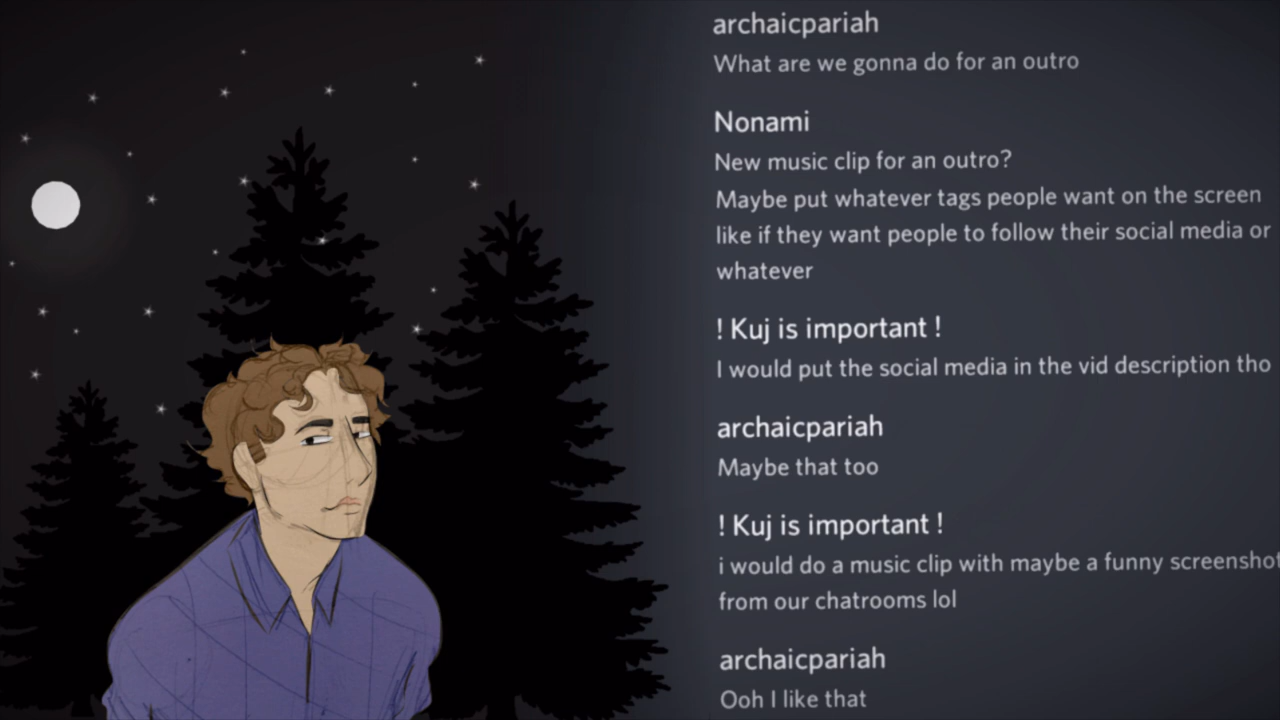 archaicpariah
What are we gonna do for an outro
Nonami
New music clip for an outro?
Maybe put whatever tags people want on the screen
like if they want people to follow their social media or
whatever
! Kuj is important !
I would put the social media in the vid description tho
archaicpariah
Maybe that too
! Kuj is important !
i would do a music clip with maybe a funny screenshot
from our chatrooms lol
archaicpariah
Ooh I like that